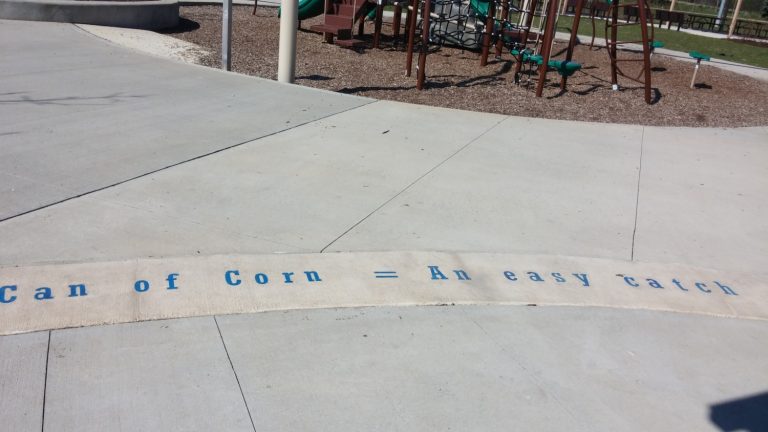 Can of Corn = An easy catch